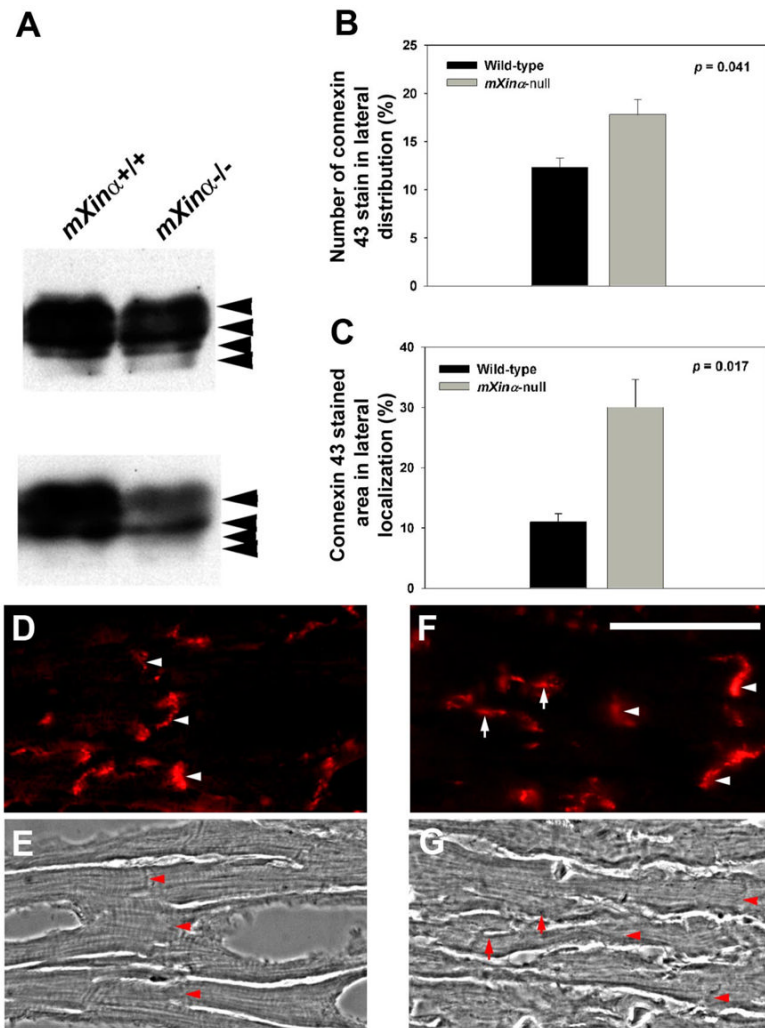 A
mXinα+/+
mXinα-/-
B
Number of connexin
43 stain in lateral
distribution (%)
25
20
15
10
5
0
Wild-type
mXinα-null
p = 0.041
C
Connexin 43 stained
area in lateral
localization (%)
40
30
20
10
0
Wild-type
mXinα-null
p = 0.017
D
F
E
G